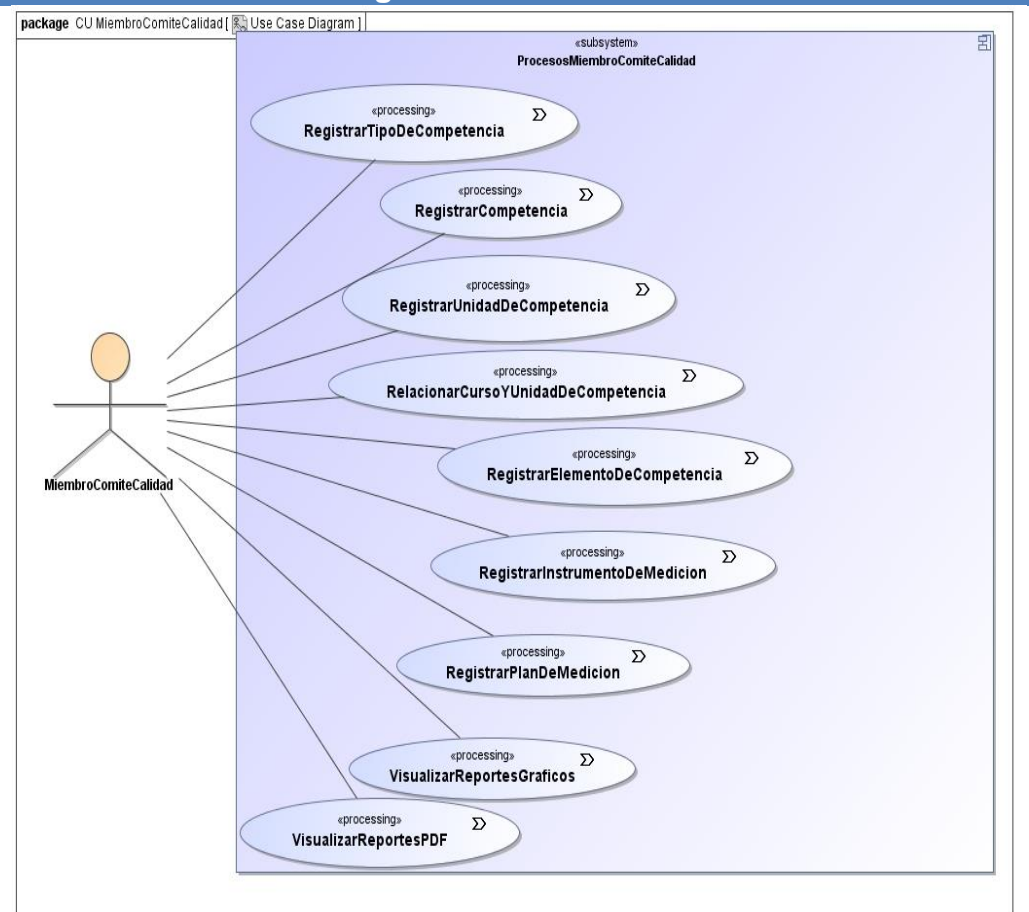 package CU MiembroComiteCalidad [ Use Case Diagram ]
«subsystem»
ProcesosMiembroComiteCalidad
«processing»
RegistrarTipoDeCompetencia
«processing»
RegistrarCompetencia
«processing»
RegistrarUnidadDeCompetencia
«processing»
RelacionarCursoYUnidadDeCompetencia
«processing»
RegistrarElementoDeCompetencia
MiembroComiteCalidad
«processing»
RegistrarInstrumentoDeMedicion
«processing»
RegistrarPlanDeMedicion
«processing»
VisualizarReportesGraficos
«processing»
VisualizarReportesPDF